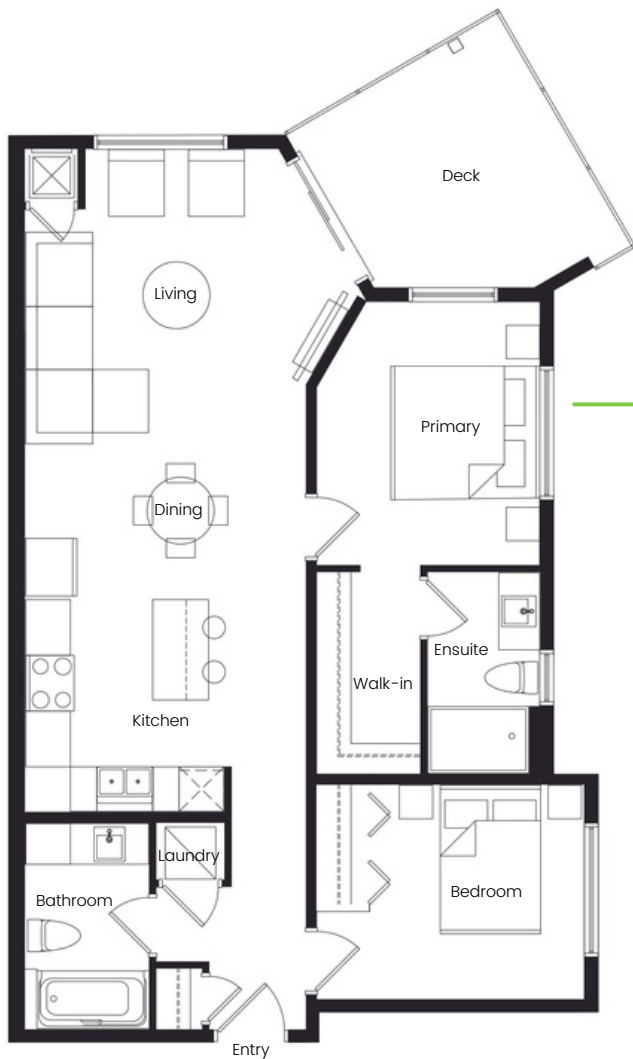 Deck
Living
Primary
Dining
Ensuite
Walk-in
Kitchen
Laundry
Bathroom
Bedroom
Entry